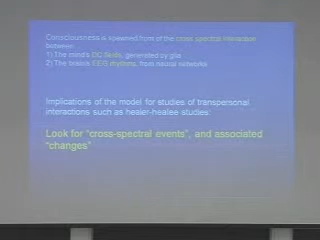 Consciousness is spawned form of the cross spectral interaction
between
1) The mind's DC fields, generated by glia
2) The brain's EEG rhythms, from neural networks
Implications of the model for studies of transpersonal
interactions such as healer-healee studies:
Look for “cross-spectral events”, and associated
“changes”